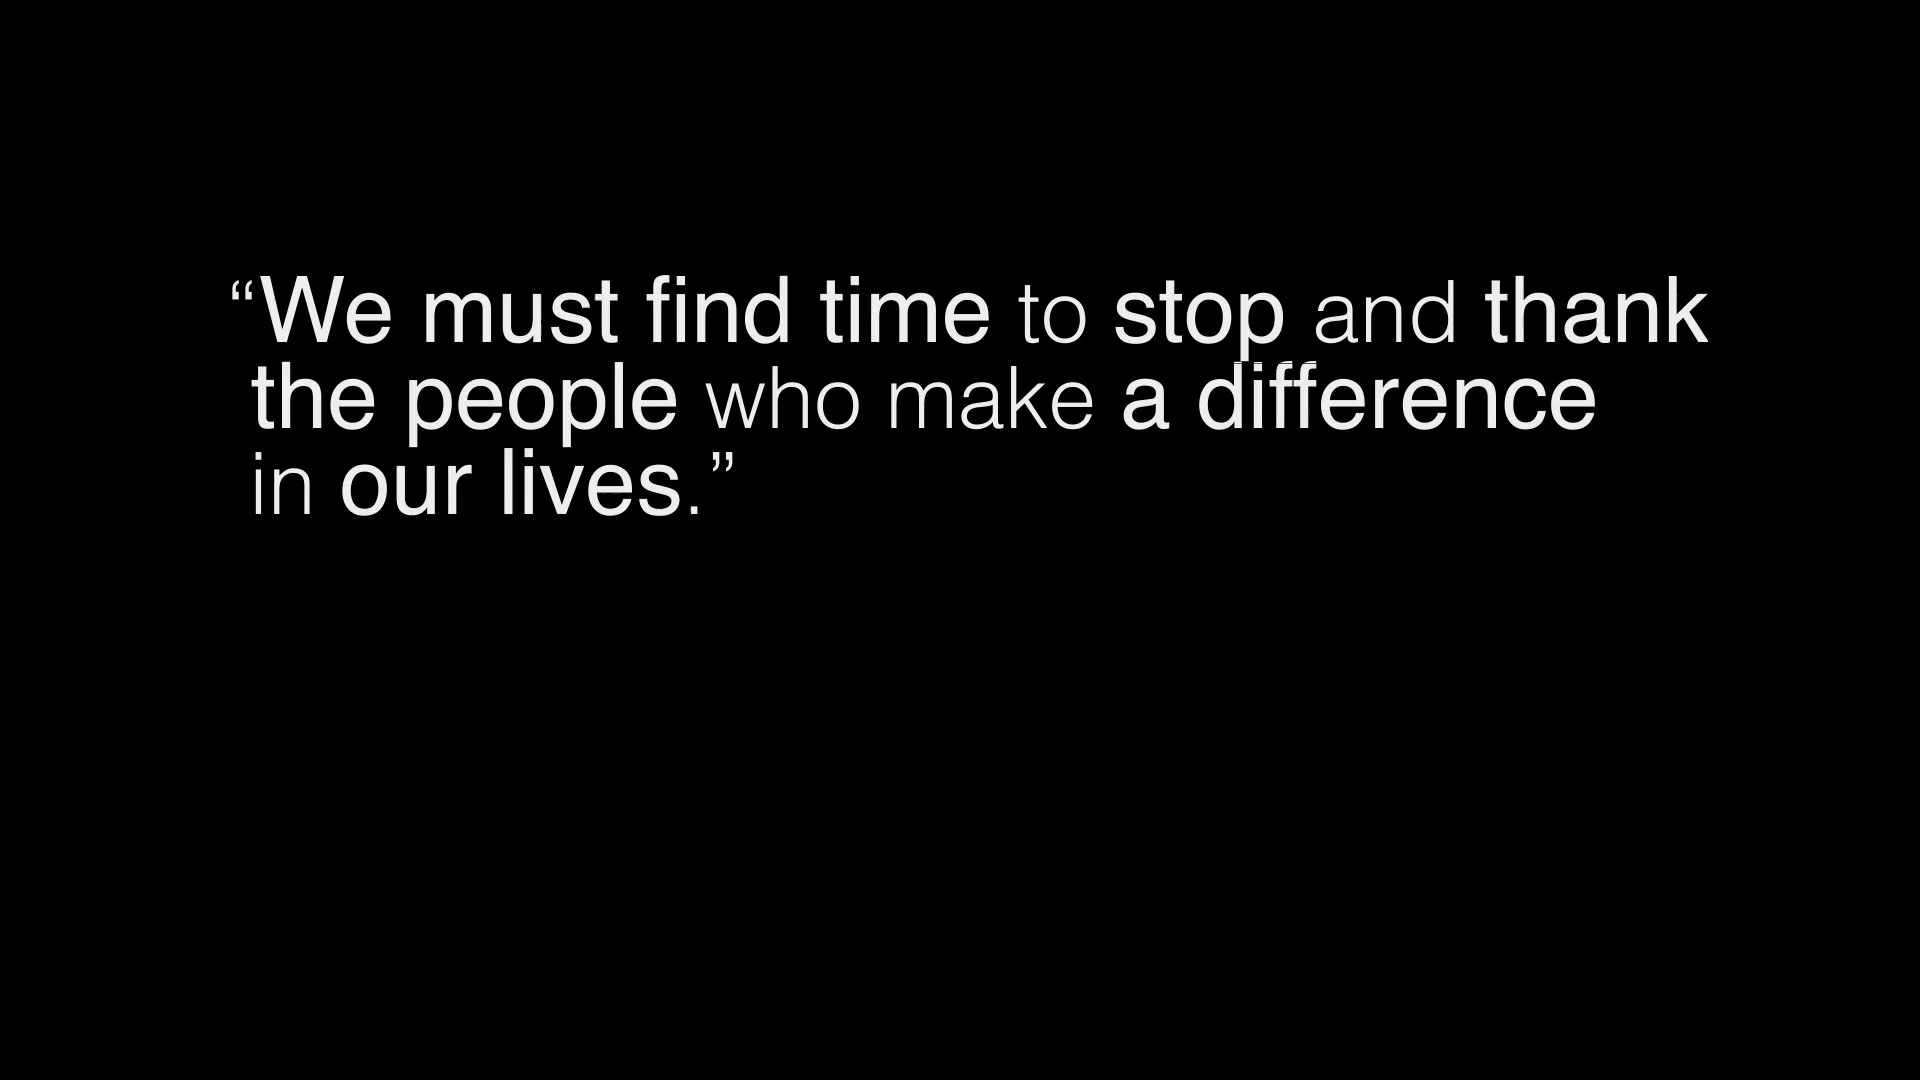 “We must find time to stop and thank
the people who make a difference
in our lives.”